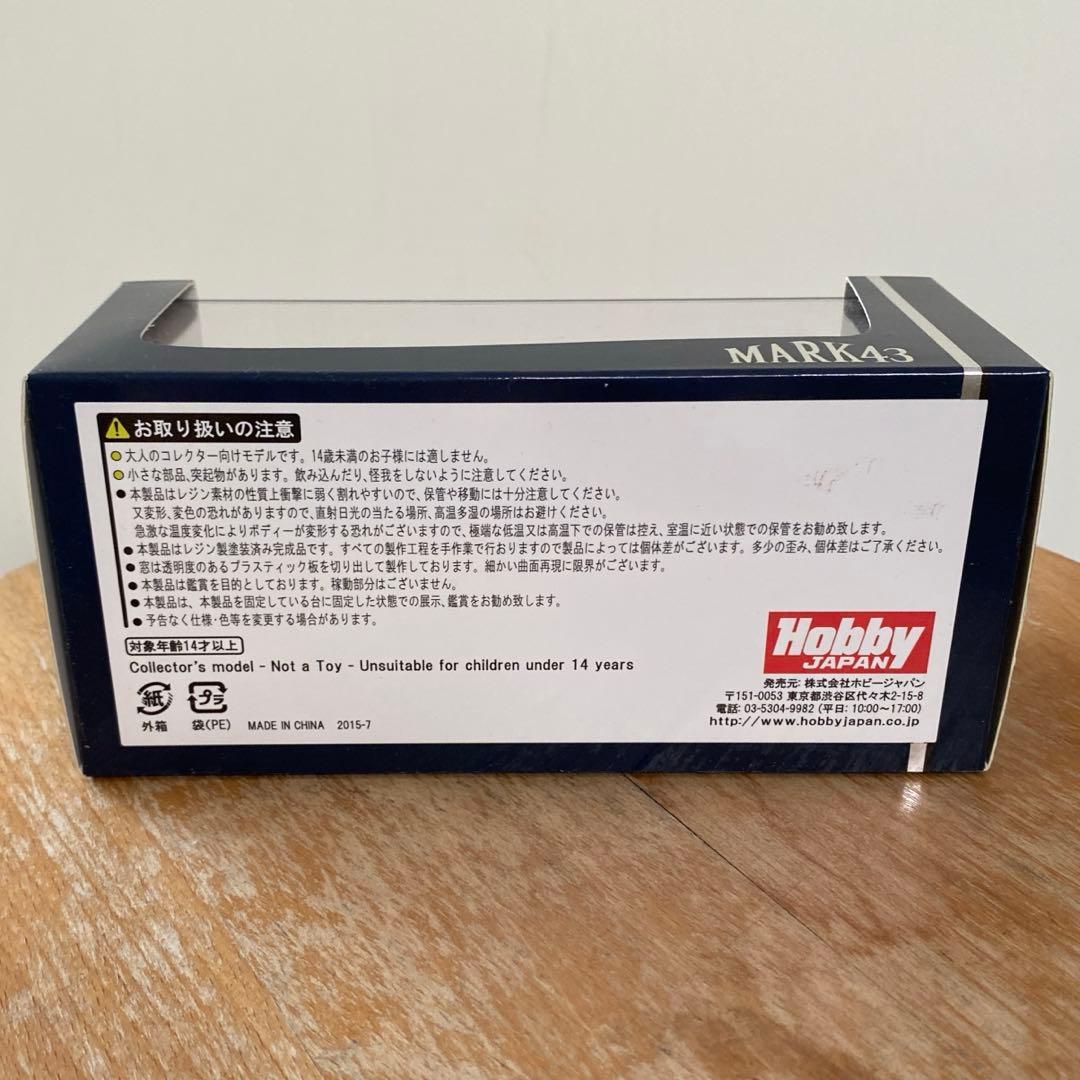 MARK43
お取り扱いの注意
大人のコレクター向けモデルです。14歳未満のお子様には適しません。
小さな部品、突起物があります。飲み込んだり、怪我をしないように注意してください。
本製品はレジン素材の性質上衝撃に弱く割れやすいので、保管や移動には十分注意してください。
又変形、変色の恐れがありますので、直射日光の当たる場所、高温多湿の場所はお避けください。
急激な温度変化によりボディーが変形する恐れがございますので、極端な低温又は高温下での保管は控え、室温に近い状態での保管をお勧め致します。
本製品はレジン製塗装済み完成品です。すべての製作工程を手作業で行おりますので製品によっては個体差がございます。多少の歪み、個体差はご了承ください。
窓は透明度のあるプラスティック板を切り出して製作しております。細かい曲面再現に限界がございます。
本製品は鑑賞を目的としております。稼動部分はございません。
本製品は、本製品を固定している台に固定した状態での展示、鑑賞をお勧め致します。
予告なく仕様・色等を変更する場合があります。
対象年齢14才以上
Collector's model - Not a Toy - Unsuitable for children under 14 years
紙 プラ
外箱 袋(PE) MADE IN CHINA 2015-7
Hobby
JAPAN
発売元: 株式会社ホビージャパン
〒151-0053 東京都渋谷区代々木2-15-8
電話: 03-5304-9982 (平日: 10:00〜17:00)
http://www.hobbyjapan.co.jp